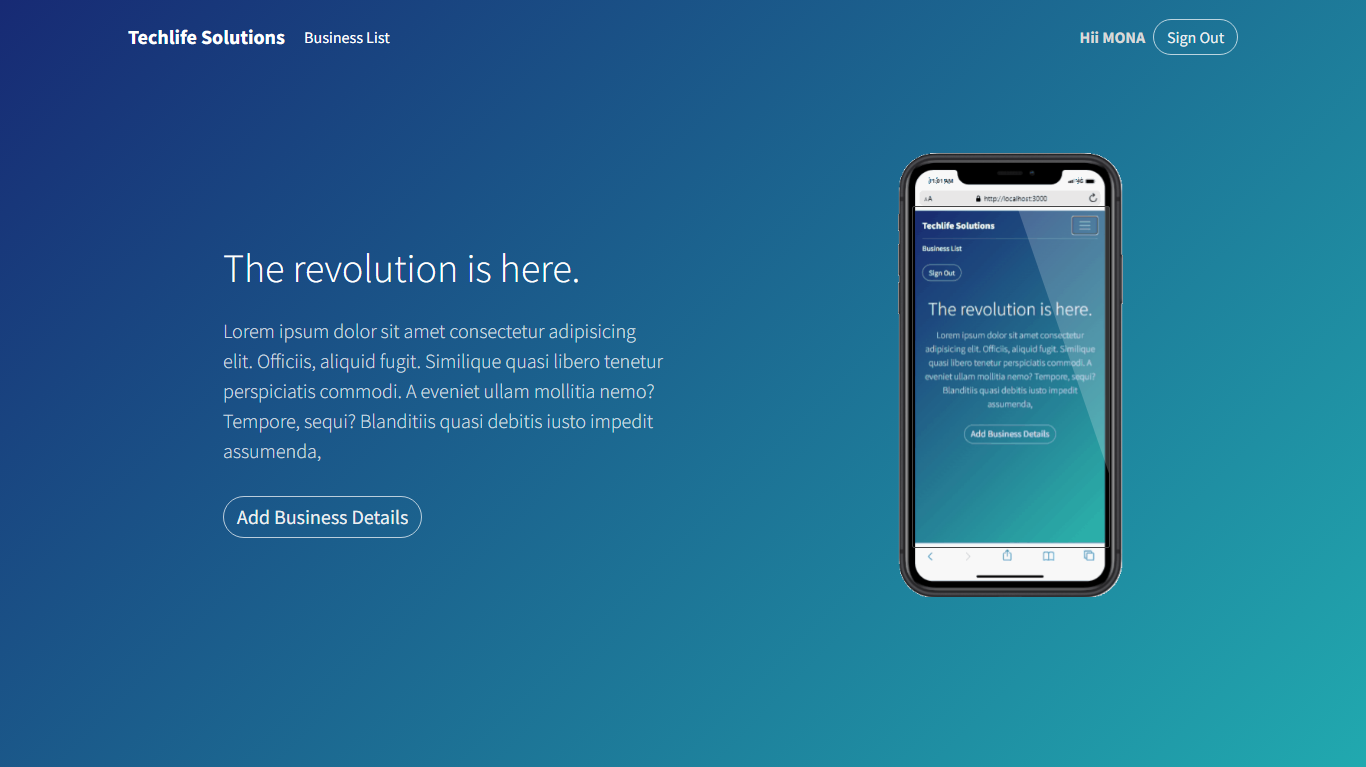 Techlife Solutions Business List Hii MONA Sign Out
The revolution is here.
Lorem ipsum dolor sit amet consectetur adipisicing
elit. Officiis, aliquid fugit. Similique quasi libero tenetur
perspiciatis commodi. A eveniet ullam mollitia nemo?
Tempore, sequi? Blanditiis quasi debitis iusto impedit
assumenda,
Add Business Details
AA http://localhost:3000
Techlife Solutions
Business List
Sign Out
The revolution is here.
Lorem ipsum dolor sit amet consectetur
adipisicing elit. Officiis, aliquid fugit. Similique
quasi libero tenetur perspiciatis commodi. A
eveniet ullam mollitia nemo? Tempore, sequi?
Blanditiis quasi debitis iusto impedit
assumenda,
Add Business Details